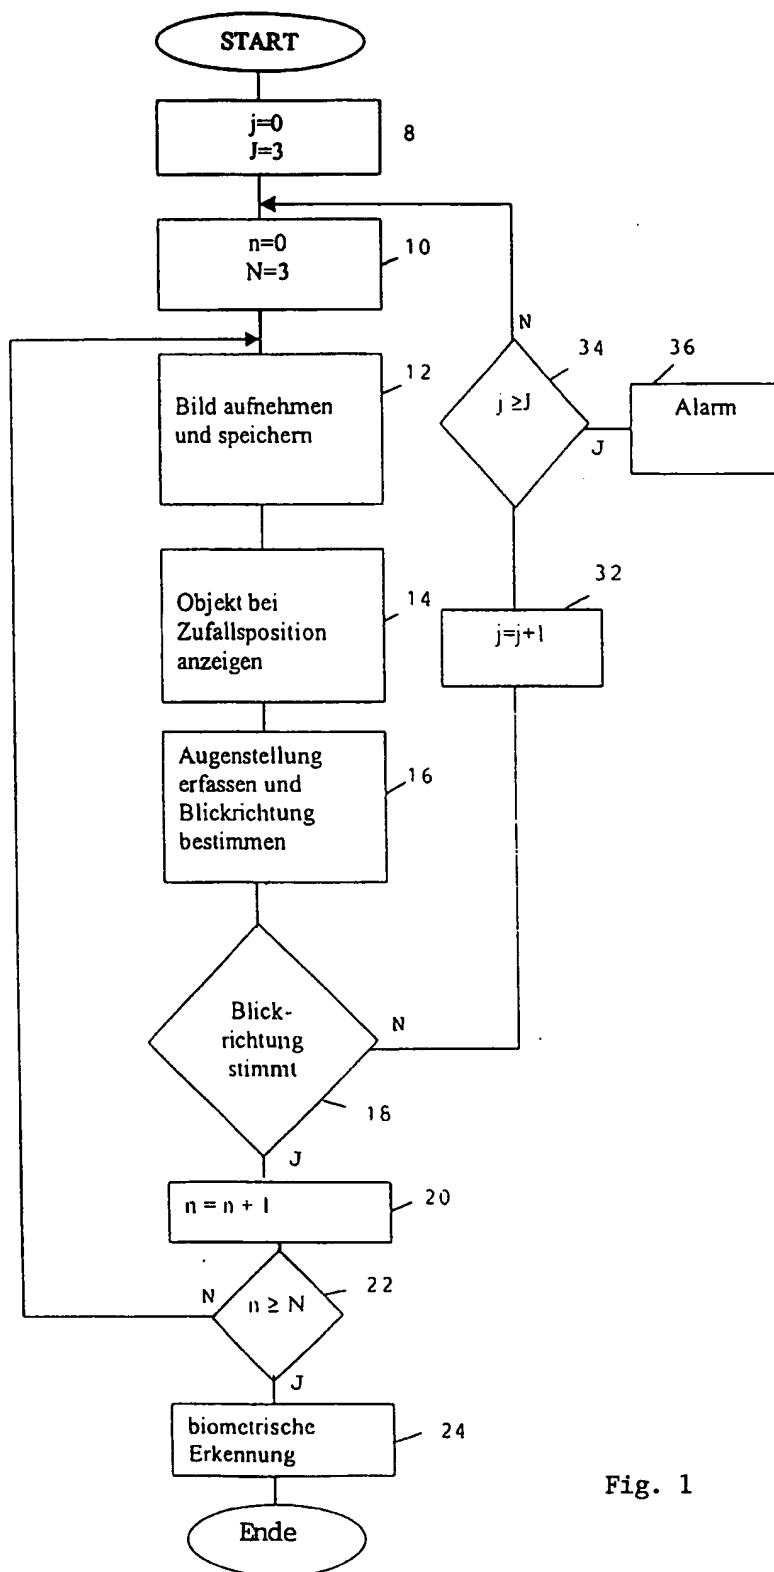 START
j=0
J=3
8
n=0
N=3
10
N
34
36
12
j ≥J
Alarm
Bild aufnehmen
und speichern
J
32
Objekt bei
Zufallsposition
anzeigen
14
j=j+1
Augenstellung
erfassen und
Blickrichtung
bestimmen
16
Blick-
richtung
stimmt
N
18
J
n = n + 1
20
N
n ≥ N
22
J
biometrische
Erkennung
24
Ende
Fig. 1